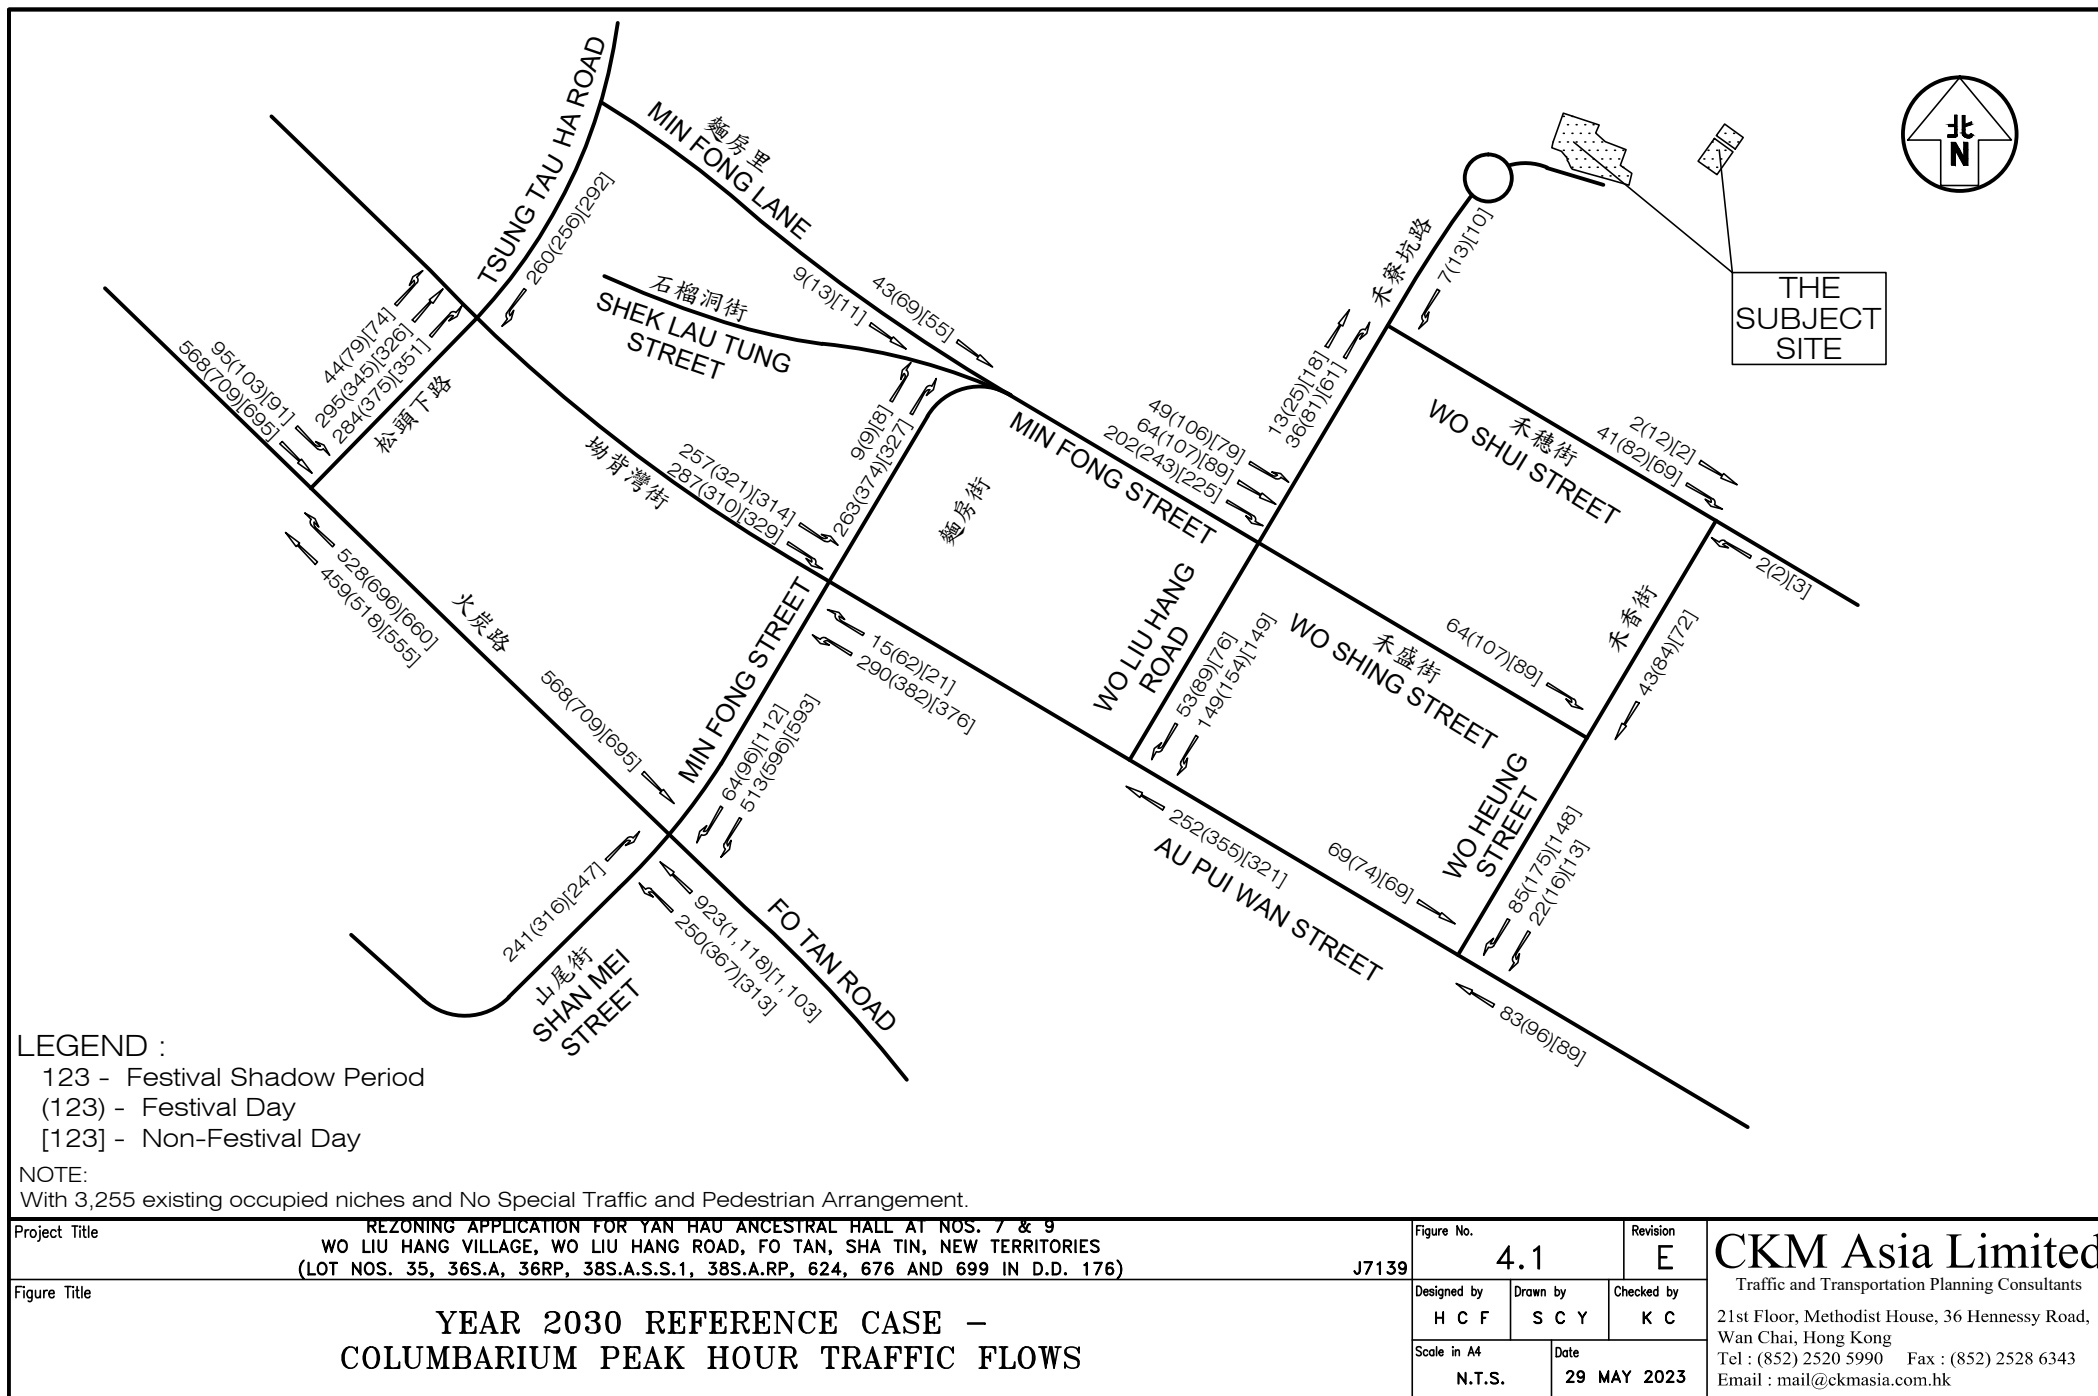 TSUNG TAU HA ROAD
麵房里
MIN FONG LANE
260(256)[292]
石榴洞街
SHEK LAU TUNG
STREET
9(13)[11]
43(69)[55]
44(79)[74]
295(345)[326]
284(375)[351]
松頭下路
95(103)[91]
568(709)[695]
坳背灣街
257(321)[314]
287(310)[329]
9(9)[8]
263(374)[327]
麵房街
MIN FONG STREET
49(106)[79]
64(107)[89]
202(243)[225]
13(25)[18]
36(81)[61]
禾寮坑路
7(13)[10]
北
N
THE
SUBJECT
SITE
禾穗街
WO SHUI STREET
2(12)[2]
41(82)[69]
2(2)[3]
禾香街
43(84)[72]
WO LIU HANG
ROAD
53(89)[76]
149(154)[149]
禾盛街
WO SHING STREET
64(107)[89]
WO HEUNG
STREET
85(175)[148]
22(16)[13]
528(696)[660]
459(518)[555]
火炭路
568(709)[695]
MIN FONG STREET
15(62)[21]
290(382)[376]
64(96)[112]
513(596)[593]
252(355)[321]
AU PUI WAN STREET
69(74)[69]
83(96)[89]
241(316)[247]
山尾街
SHAN MEI
STREET
923(1,118)[1,103]
250(367)[313]
FO TAN ROAD
LEGEND :
123 - Festival Shadow Period
(123) - Festival Day
[123] - Non-Festival Day
NOTE:
With 3,255 existing occupied niches and No Special Traffic and Pedestrian Arrangement.
Project Title
REZONING APPLICATION FOR YAN HAU ANCESTRAL HALL AT NOS. 7 & 9
WO LIU HANG VILLAGE, WO LIU HANG ROAD, FO TAN, SHA TIN, NEW TERRITORIES
(LOT NOS. 35, 36S.A, 36RP, 38S.A.S.S.1, 38S.A.RP, 624, 676 AND 699 IN D.D. 176)
J7139
Figure Title
YEAR 2030 REFERENCE CASE –
COLUMBARIUM PEAK HOUR TRAFFIC FLOWS
Figure No.
4.1
Revision
E
Designed by
H C F
Drawn by
S C Y
Checked by
K C
Scale in A4
N.T.S.
Date
29 MAY 2023
CKM Asia Limited
Traffic and Transportation Planning Consultants
21st Floor, Methodist House, 36 Hennessy Road,
Wan Chai, Hong Kong
Tel : (852) 2520 5990 Fax : (852) 2528 6343
Email : mail@ckmasia.com.hk